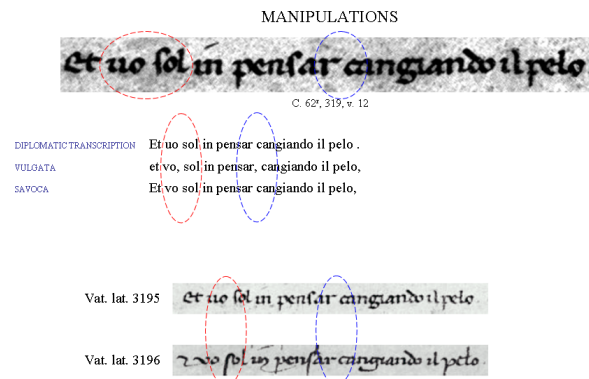 MANIPULATIONS
Et uo sol in pensar cangiando il pelo
C. 62ʳ, 319, v. 12
DIPLOMATIC TRANSCRIPTION Et uo sol in pensar cangiando il pelo .
VULGATA et vo, sol in pensar, cangiando il pelo,
SAVOCA Et vo sol in pensar cangiando il pelo,
Vat. lat. 3195 Et uo sol in pensar cangiando il pelo.
Vat. lat. 3196 & vo sol in pensar cangiando il pelo